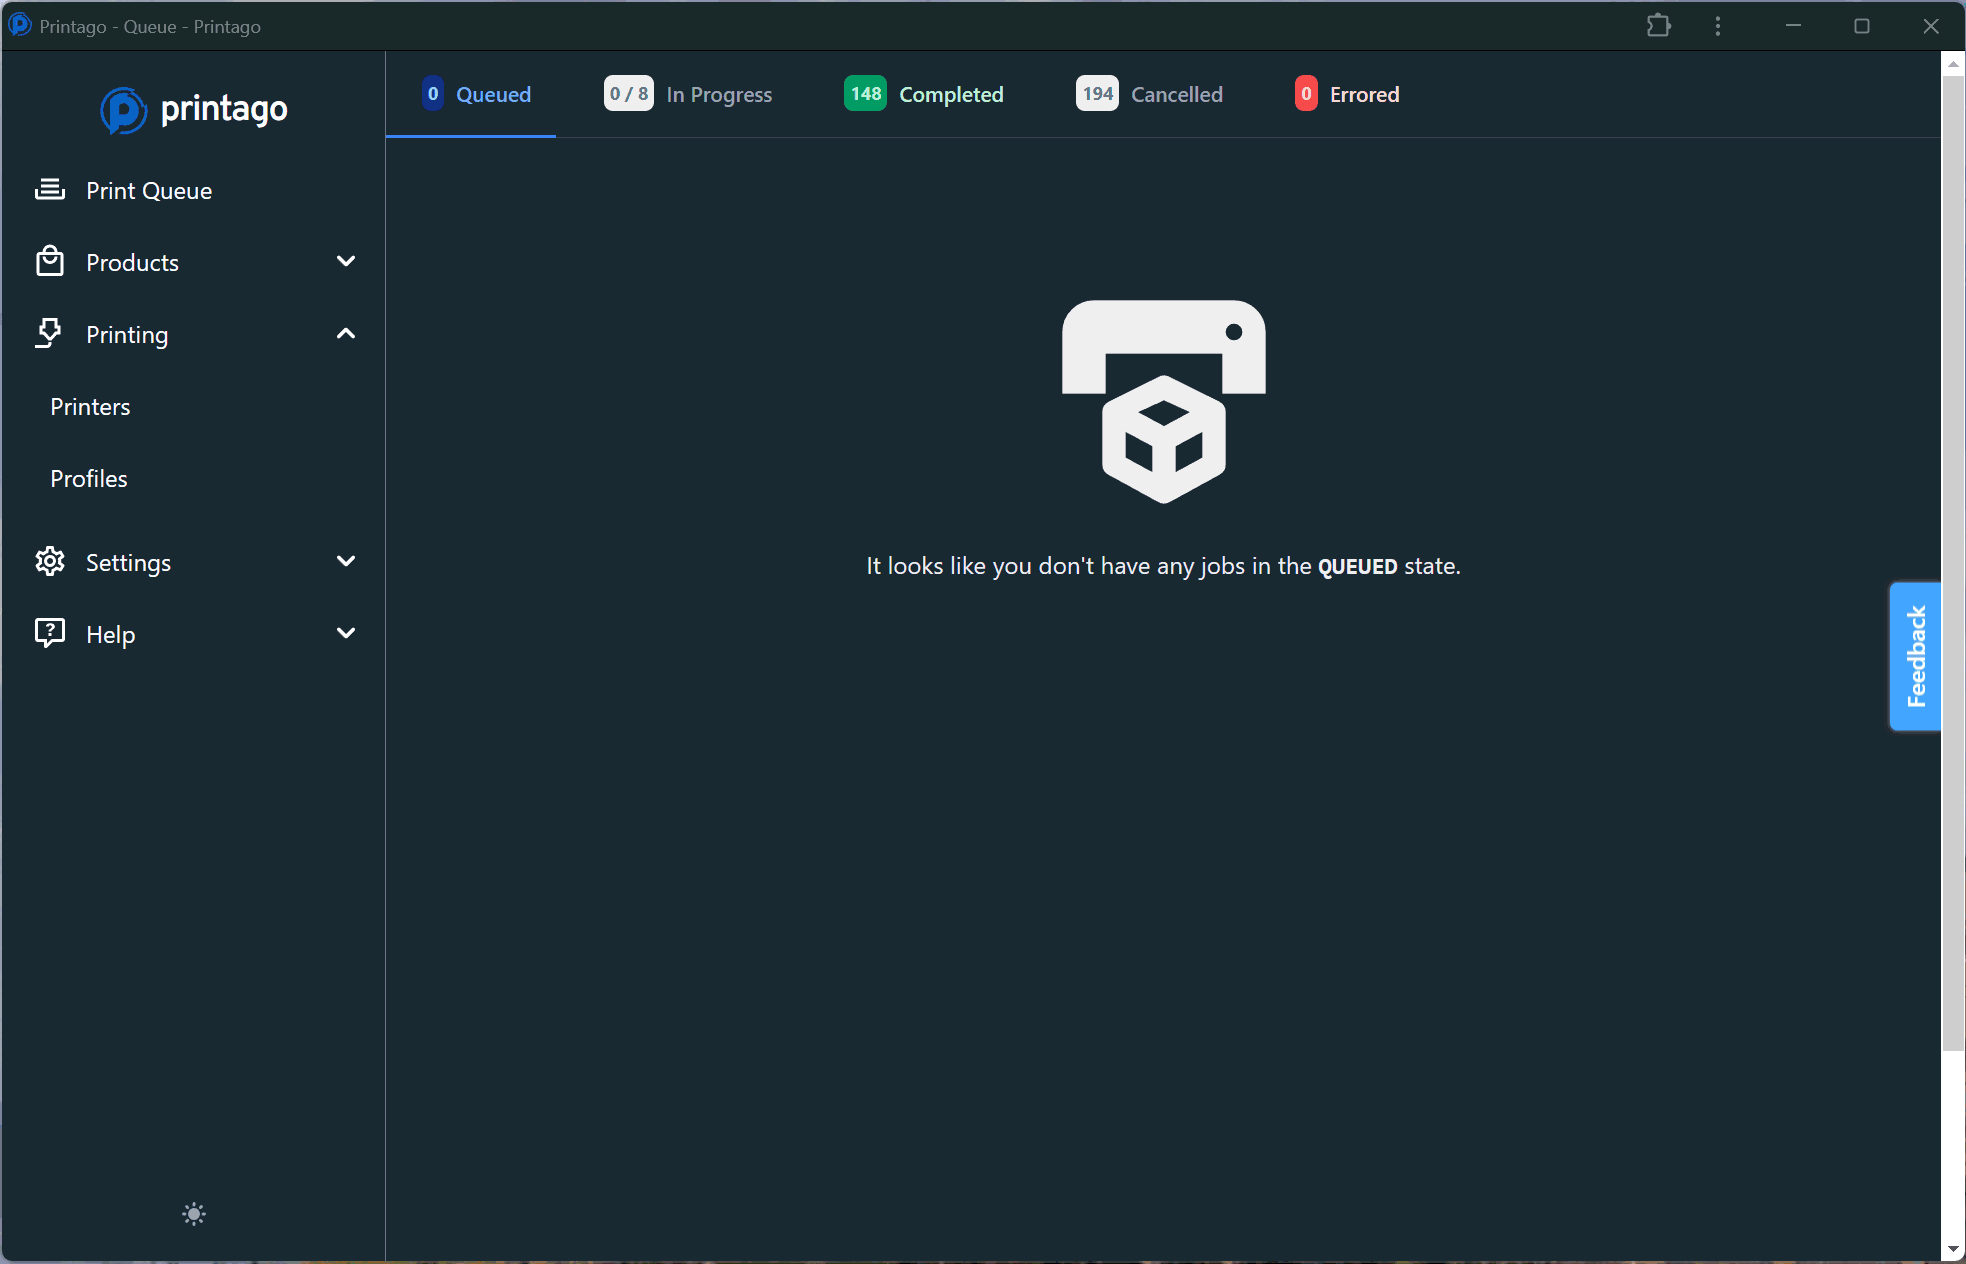 Printago - Queue - Printago
printago
Print Queue
Products
Printing
Printers
Profiles
Settings
Help
0 Queued
0 / 8 In Progress
148 Completed
194 Cancelled
0 Errored
It looks like you don't have any jobs in the QUEUED state.
Feedback